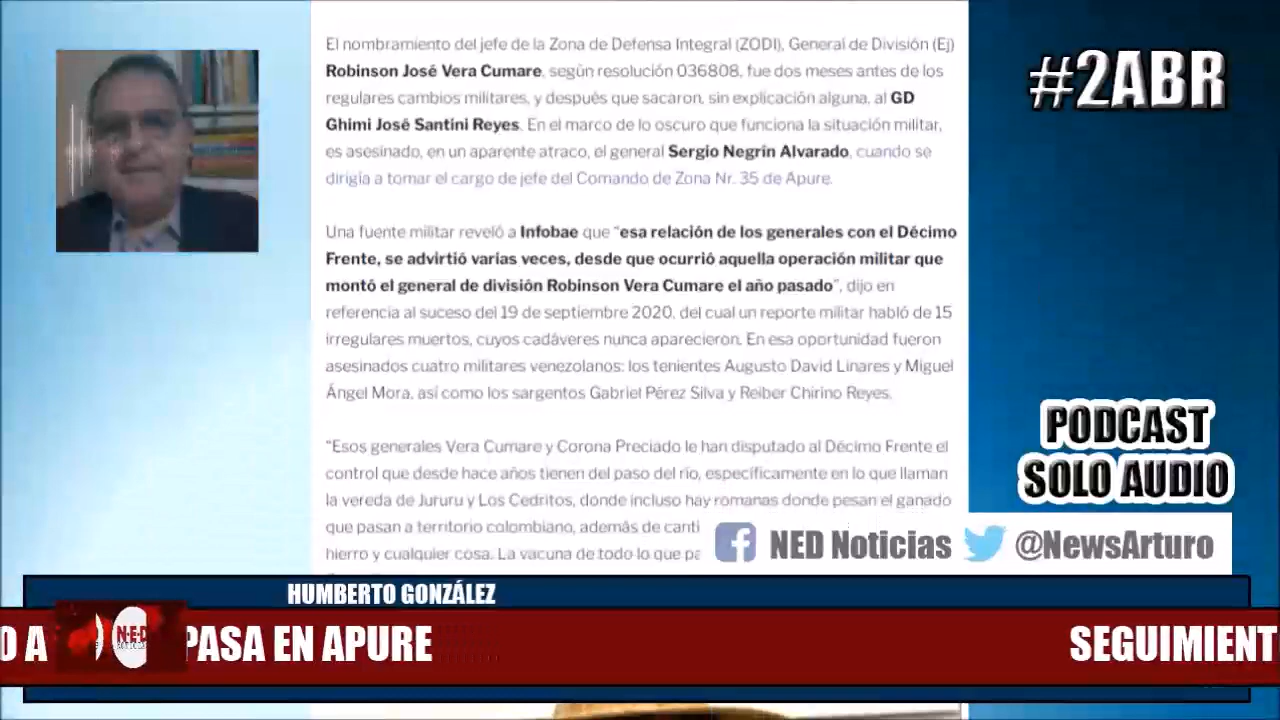 El nombramiento del jefe de la Zona de Defensa Integral (ZODI), General de División (Ej)
Robinson José Vera Cumare, según resolución 036808, fue dos meses antes de los
regulares cambios militares, y después que sacaron, sin explicación alguna, al GD
Ghimi José Santini Reyes. En el marco de lo oscuro que funciona la situación militar,
es asesinado, en un aparente atraco, el general Sergio Negrín Alvarado, cuando se
dirigía a tomar el cargo de jefe del Comando de Zona Nr. 35 de Apure.
Una fuente militar reveló a Infobae que “esa relación de los generales con el Décimo
Frente, se advirtió varias veces, desde que ocurrió aquella operación militar que
montó el general de división Robinson Vera Cumare el año pasado”, dijo en
referencia al suceso del 19 de septiembre 2020, del cual un reporte militar habló de 15
irregulares muertos, cuyos cadáveres nunca aparecieron. En esa oportunidad fueron
asesinados cuatro militares venezolanos: los tenientes Augusto David Linares y Miguel
Ángel Mora, así como los sargentos Gabriel Pérez Silva y Reiber Chirino Reyes.
“Esos generales Vera Cumare y Corona Preciado le han disputado al Décimo Frente el
control que desde hace años tienen del paso del río, específicamente en lo que llaman
la vereda de Jururu y Los Cedritos, donde incluso hay romanas donde pesan el ganado
que pasan a territorio colombiano, además de canti
hierro y cualquier cosa. La vacuna de todo lo que pa
#2ABR
PODCAST
SOLO AUDIO
NED Noticias @NewsArturo
HUMBERTO GONZÁLEZ
O A PASA EN APURE SEGUIMIENT
N·E·D